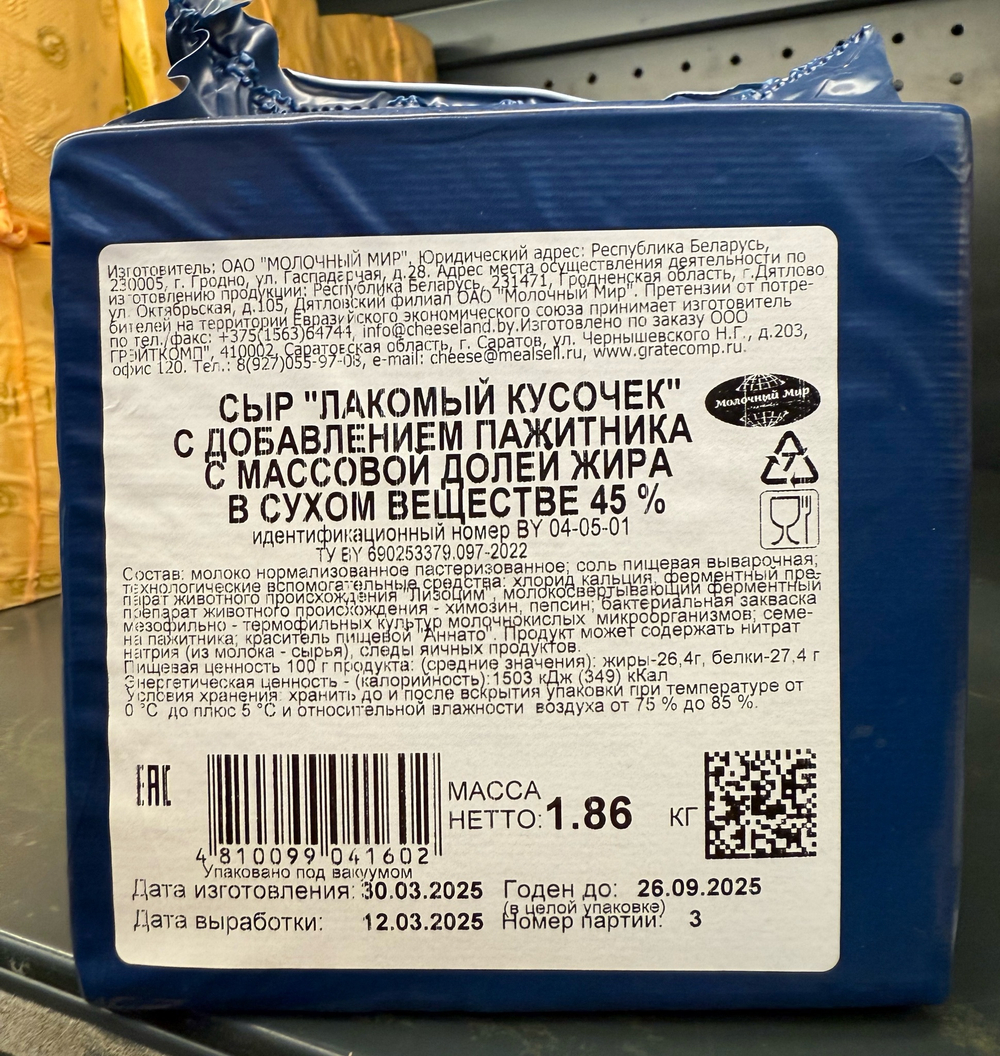 Изготовитель: ОАО "МОЛОЧНЫЙ МИР". Юридический адрес: Республика Беларусь,
230005, г. Гродно, ул. Гаспадарчая, д.28. Адрес места осуществления деятельности по
изготовлению продукции: Республика Беларусь, 231471, Гродненская область, г.Дятлово
ул. Октябрьская, д.105, Дятловский филиал ОАО "Молочный Мир". Претензии от потре-
бителей на территории Евразийского экономического союза принимает изготовитель
по тел./факс: +375(1563)64744, info@cheeseland.by.Изготовлено по заказу ООО
ГРЭЙТКОМП", 410002, Саратовская область, г. Саратов, ул. Чернышевского Н.Г., д.203,
офис 120. Тел.: 8(927)055-97-03, e-mail: cheese@mealsell.ru, www.gratecomp.ru.
СЫР "ЛАКОМЫЙ КУСОЧЕК"
С ДОБАВЛЕНИЕМ ПАЖИТНИКА
С МАССОВОЙ ДОЛЕЙ ЖИРА
В СУХОМ ВЕЩЕСТВЕ 45 %
Молочный Мир
7
идентификационный номер BY 04-05-01
ТУ BY 690253379.097-2022
Состав: молоко нормализованное пастеризованное; соль пищевая выварочная;
технологические вспомогательные средства: хлорид кальция, ферментный пре-
парат животного происхождения "Лизоцим", молокосвертывающий ферментный
препарат животного происхождения - химозин, пепсин; бактериальная закваска
мезофильно - термофильных культур молочнокислых микроорганизмов; семе-
на пажитника; краситель пищевой "Аннато". Продукт может содержать нитрат
натрия (из молока - сырья), следы яичных продуктов.
Пищевая ценность 100 г продукта: (средние значения): жиры-26,4г, белки-27,4 г
Энергетическая ценность - (калорийность):1503 кДж (349) кКал
Условия хранения: хранить до и после вскрытия упаковки при температуре от
0 °С до плюс 5 °С и относительной влажности воздуха от 75 % до 85 %.
EAC
МАССА
НЕТТО: 1.86 КГ
4 810099 041602
Упаковано под вакуумом
Дата изготовления: 30.03.2025 Годен до: 26.09.2025
(в целой упаковке)
Дата выработки: 12.03.2025 Номер партии: 3